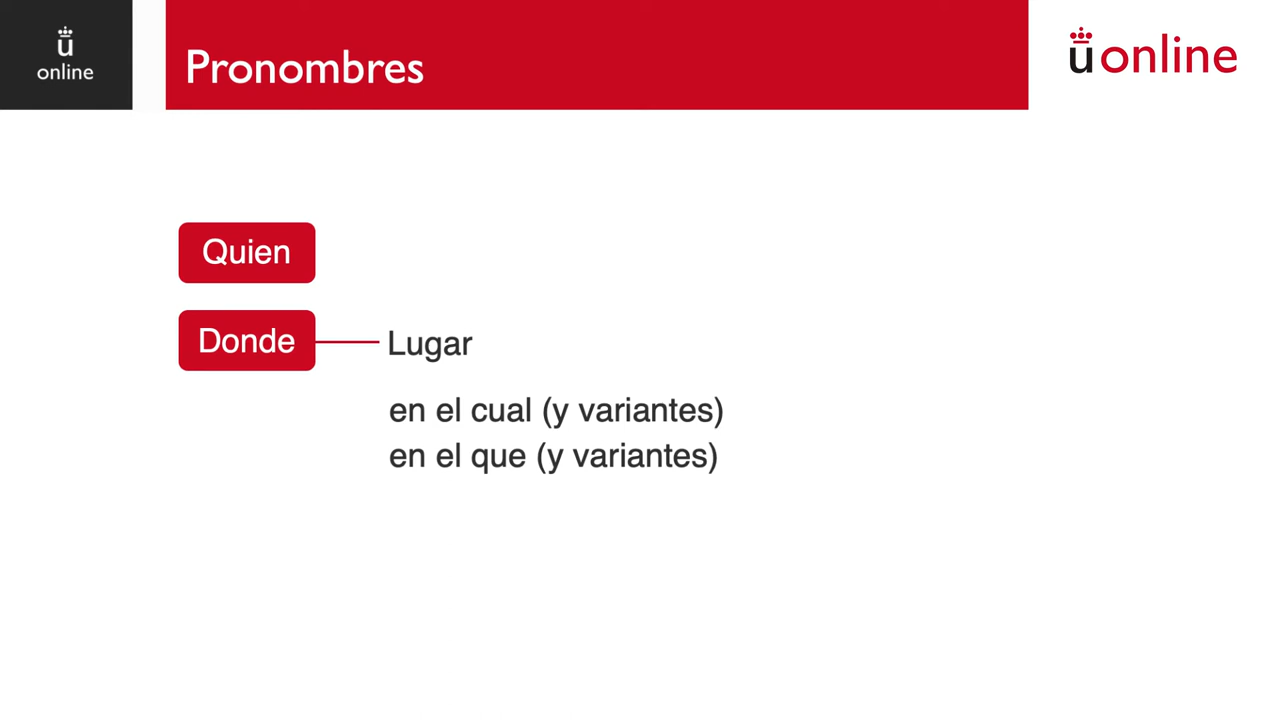 ü
online
Pronombres
ü online
Quien
Donde
Lugar
en el cual (y variantes)
en el que (y variantes)